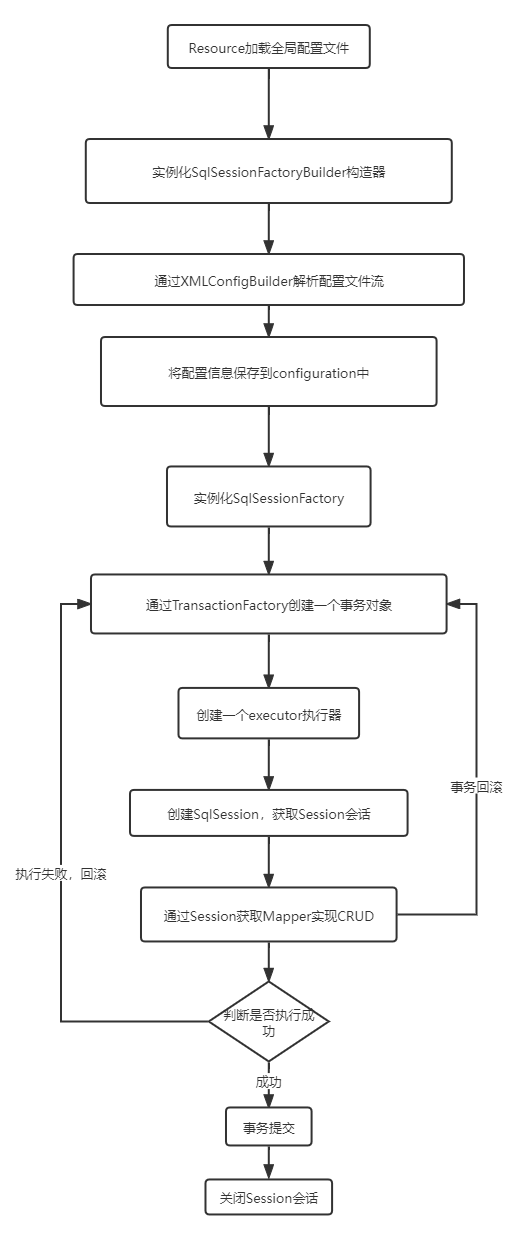 Resource加载全局配置文件
实例化SqlSessionFactoryBuilder构造器
通过XMLConfigBuilder解析配置文件流
将配置信息保存到configuration中
实例化SqlSessionFactory
通过TransactionFactory创建一个事务对象
创建一个executor执行器
事务回滚
创建SqlSession，获取Session会话
执行失败，回滚
通过Session获取Mapper实现CRUD
判断是否执行成
功
成功
事务提交
关闭Session会话